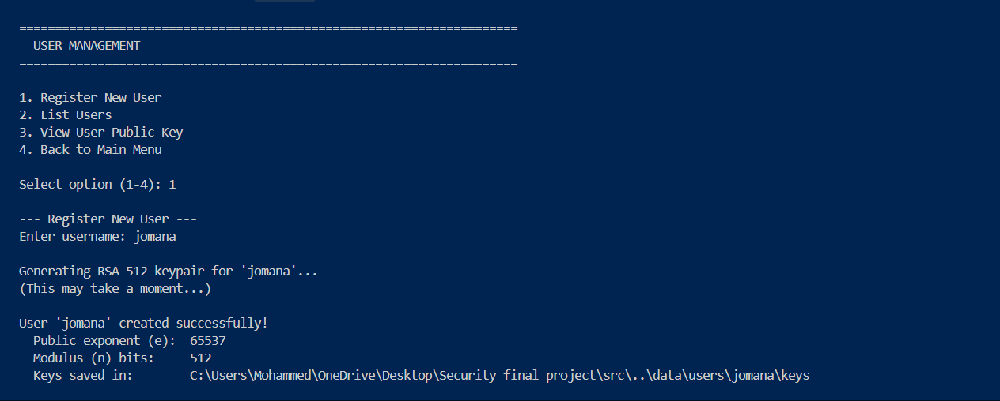 ======================================================================
USER MANAGEMENT
======================================================================
1. Register New User
2. List Users
3. View User Public Key
4. Back to Main Menu
Select option (1-4): 1
--- Register New User ---
Enter username: jomana
Generating RSA-512 keypair for 'jomana'...
(This may take a moment...)
User 'jomana' created successfully!
Public exponent (e):  65537
Modulus (n) bits:     512
Keys saved in:        C:\Users\Mohammed\OneDrive\Desktop\Security final project\src\..\data\users\jomana\keys